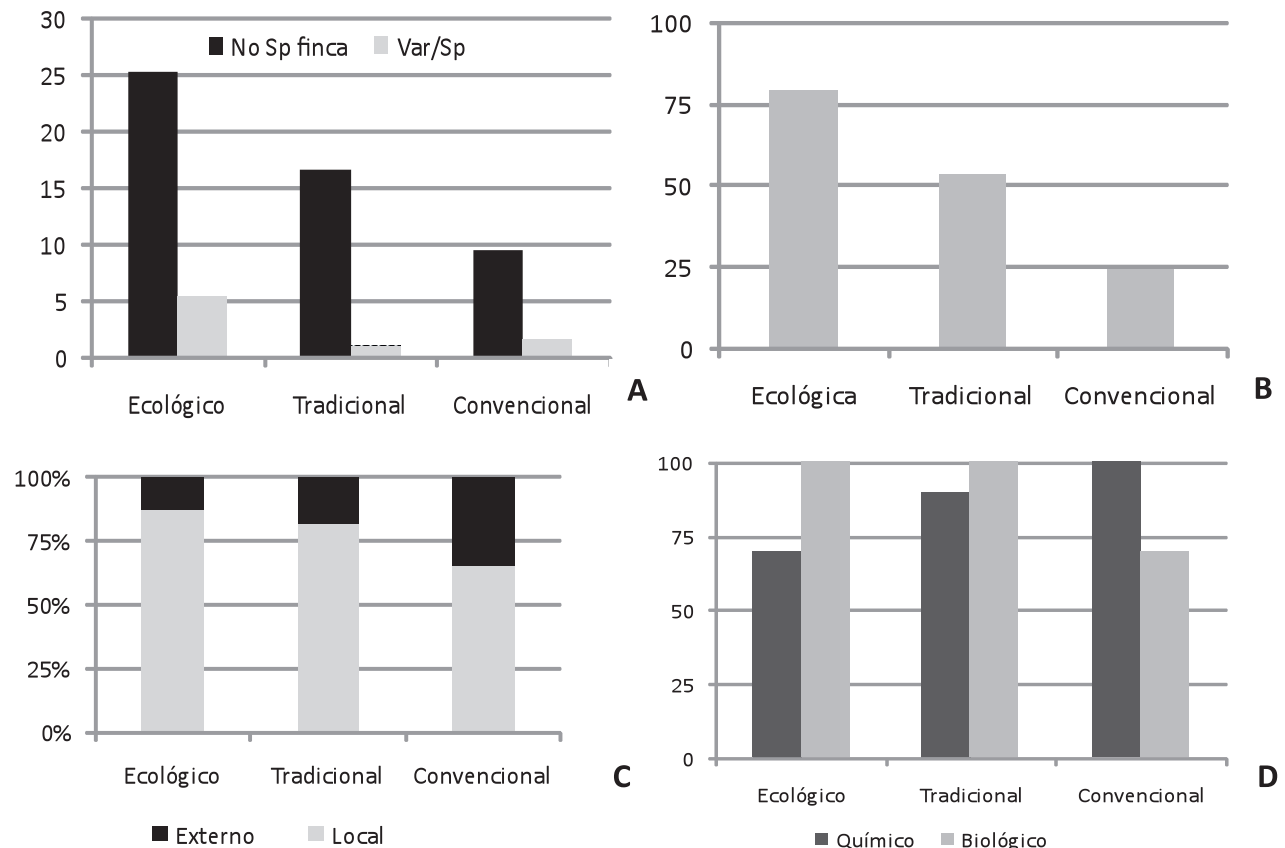 30
No Sp finca Var/Sp
25
20
15
10
5
0
Ecológico Tradicional Convencional
A
100
75
50
25
0
Ecológica Tradicional Convencional
B
100%
75%
50%
25%
0%
Ecológico Tradicional Convencional
C
Externo Local
100
75
50
25
0
Ecológico Tradicional Convencional
D
Químico Biológico